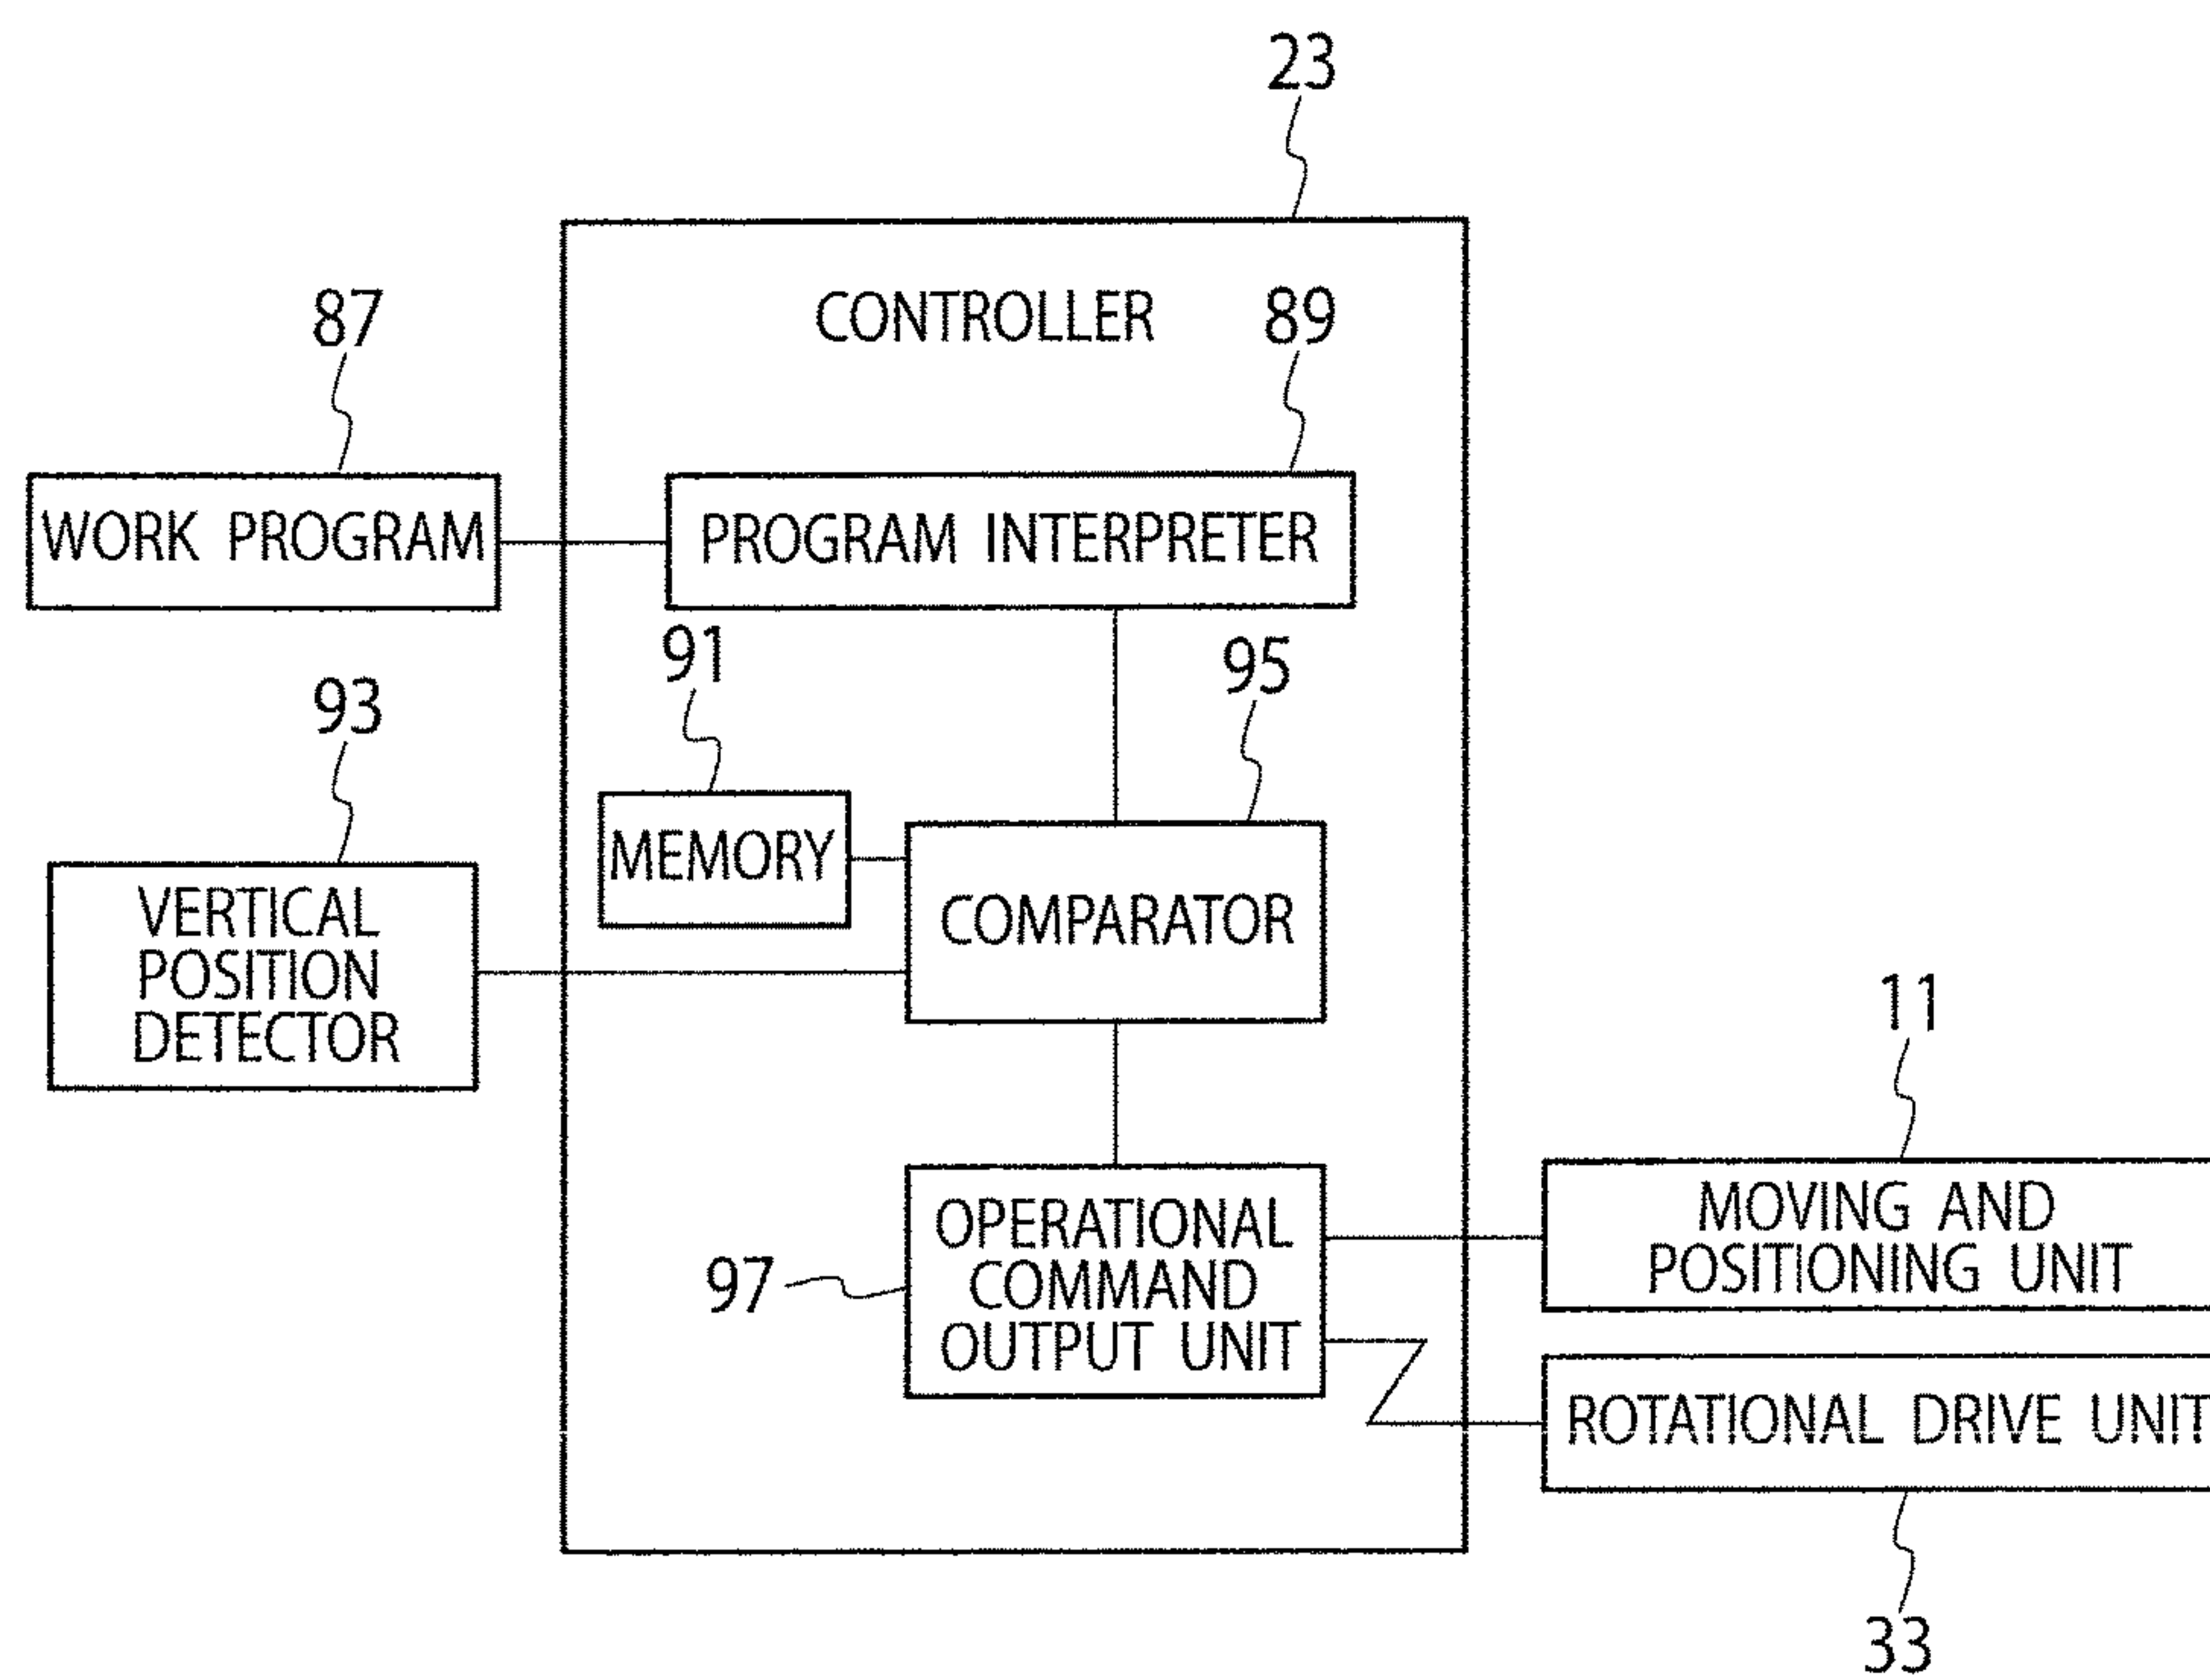 23
CONTROLLER
87
89
WORK PROGRAM
PROGRAM INTERPRETER
91
95
93
MEMORY
COMPARATOR
VERTICAL
POSITION
DETECTOR
11
MOVING AND
POSITIONING UNIT
97
OPERATIONAL
COMMAND
OUTPUT UNIT
ROTATIONAL DRIVE UNIT
33